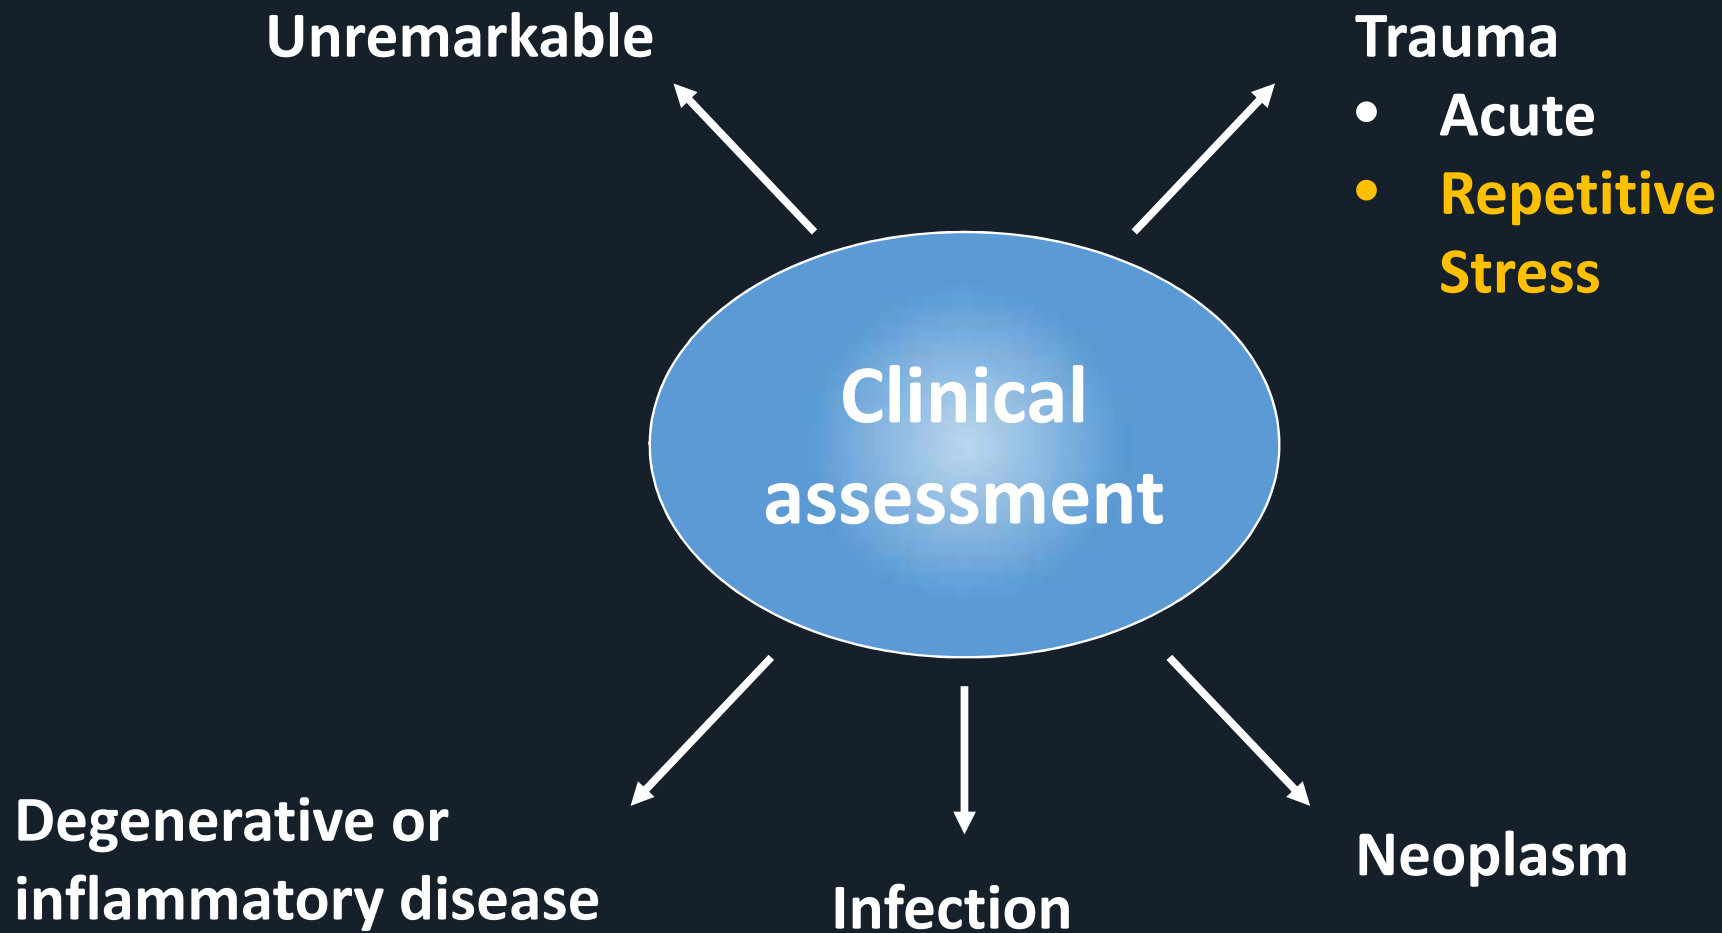 Unremarkable
Trauma
• Acute
• Repetitive
Stress
Clinical
assessment
Degenerative or
inflammatory disease
Infection
Neoplasm